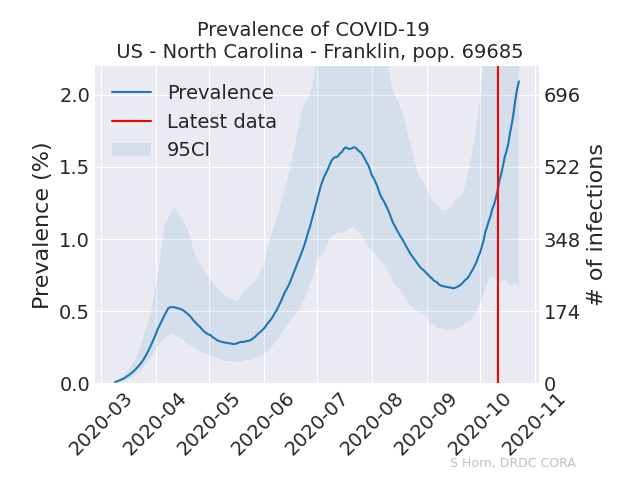 Prevalence of COVID-19
US - North Carolina - Franklin, pop. 69685
Prevalence
Latest data
95CI
Prevalence (%)
2.0
1.5
1.0
0.5
0.0
696
522
348
174
0
# of infections
2020-03
2020-04
2020-05
2020-06
2020-07
2020-08
2020-09
2020-10
2020-11
S Horn, DRDC CORA